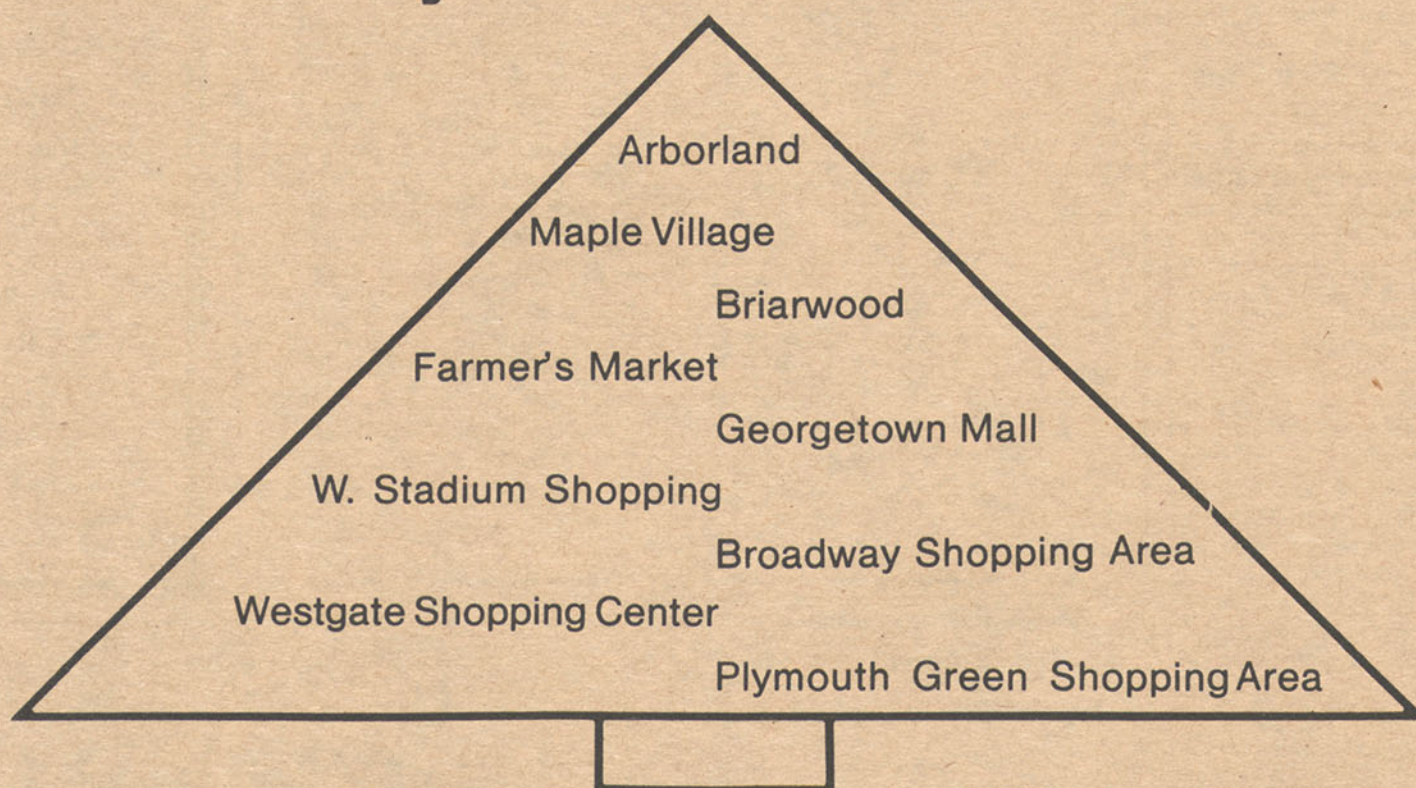 Arborland
Maple Village
Briarwood
Farmer's Market
Georgetown Mall
W. Stadium Shopping
Broadway Shopping Area
Westgate Shopping Center
Plymouth Green Shopping Area